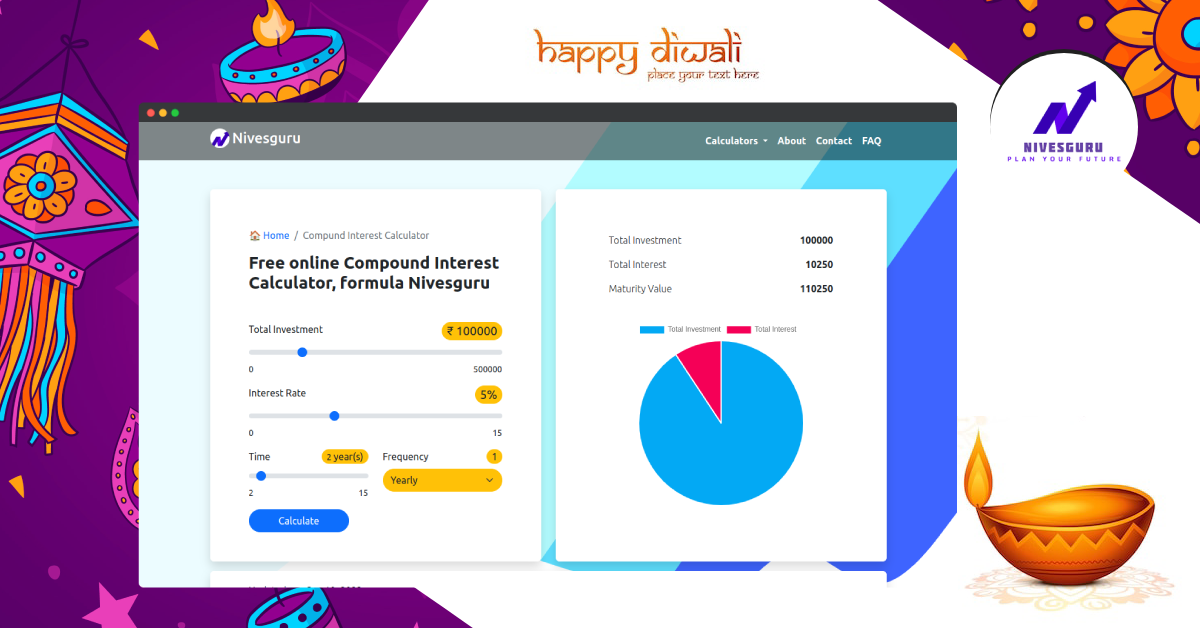 happy diwali
place your text here
Nivesguru
Calculators
About
Contact
FAQ
NIVESGURU
PLAN YOUR FUTURE
Home / Compund Interest Calculator
Free online Compound Interest
Calculator, formula Nivesguru
Total Investment ₹ 100000
0 500000
Interest Rate 5%
0 15
Time 2 year(s) Frequency 1
Yearly
2 15
Calculate
Total Investment 100000
Total Interest 10250
Maturity Value 110250
Total Investment Total Interest